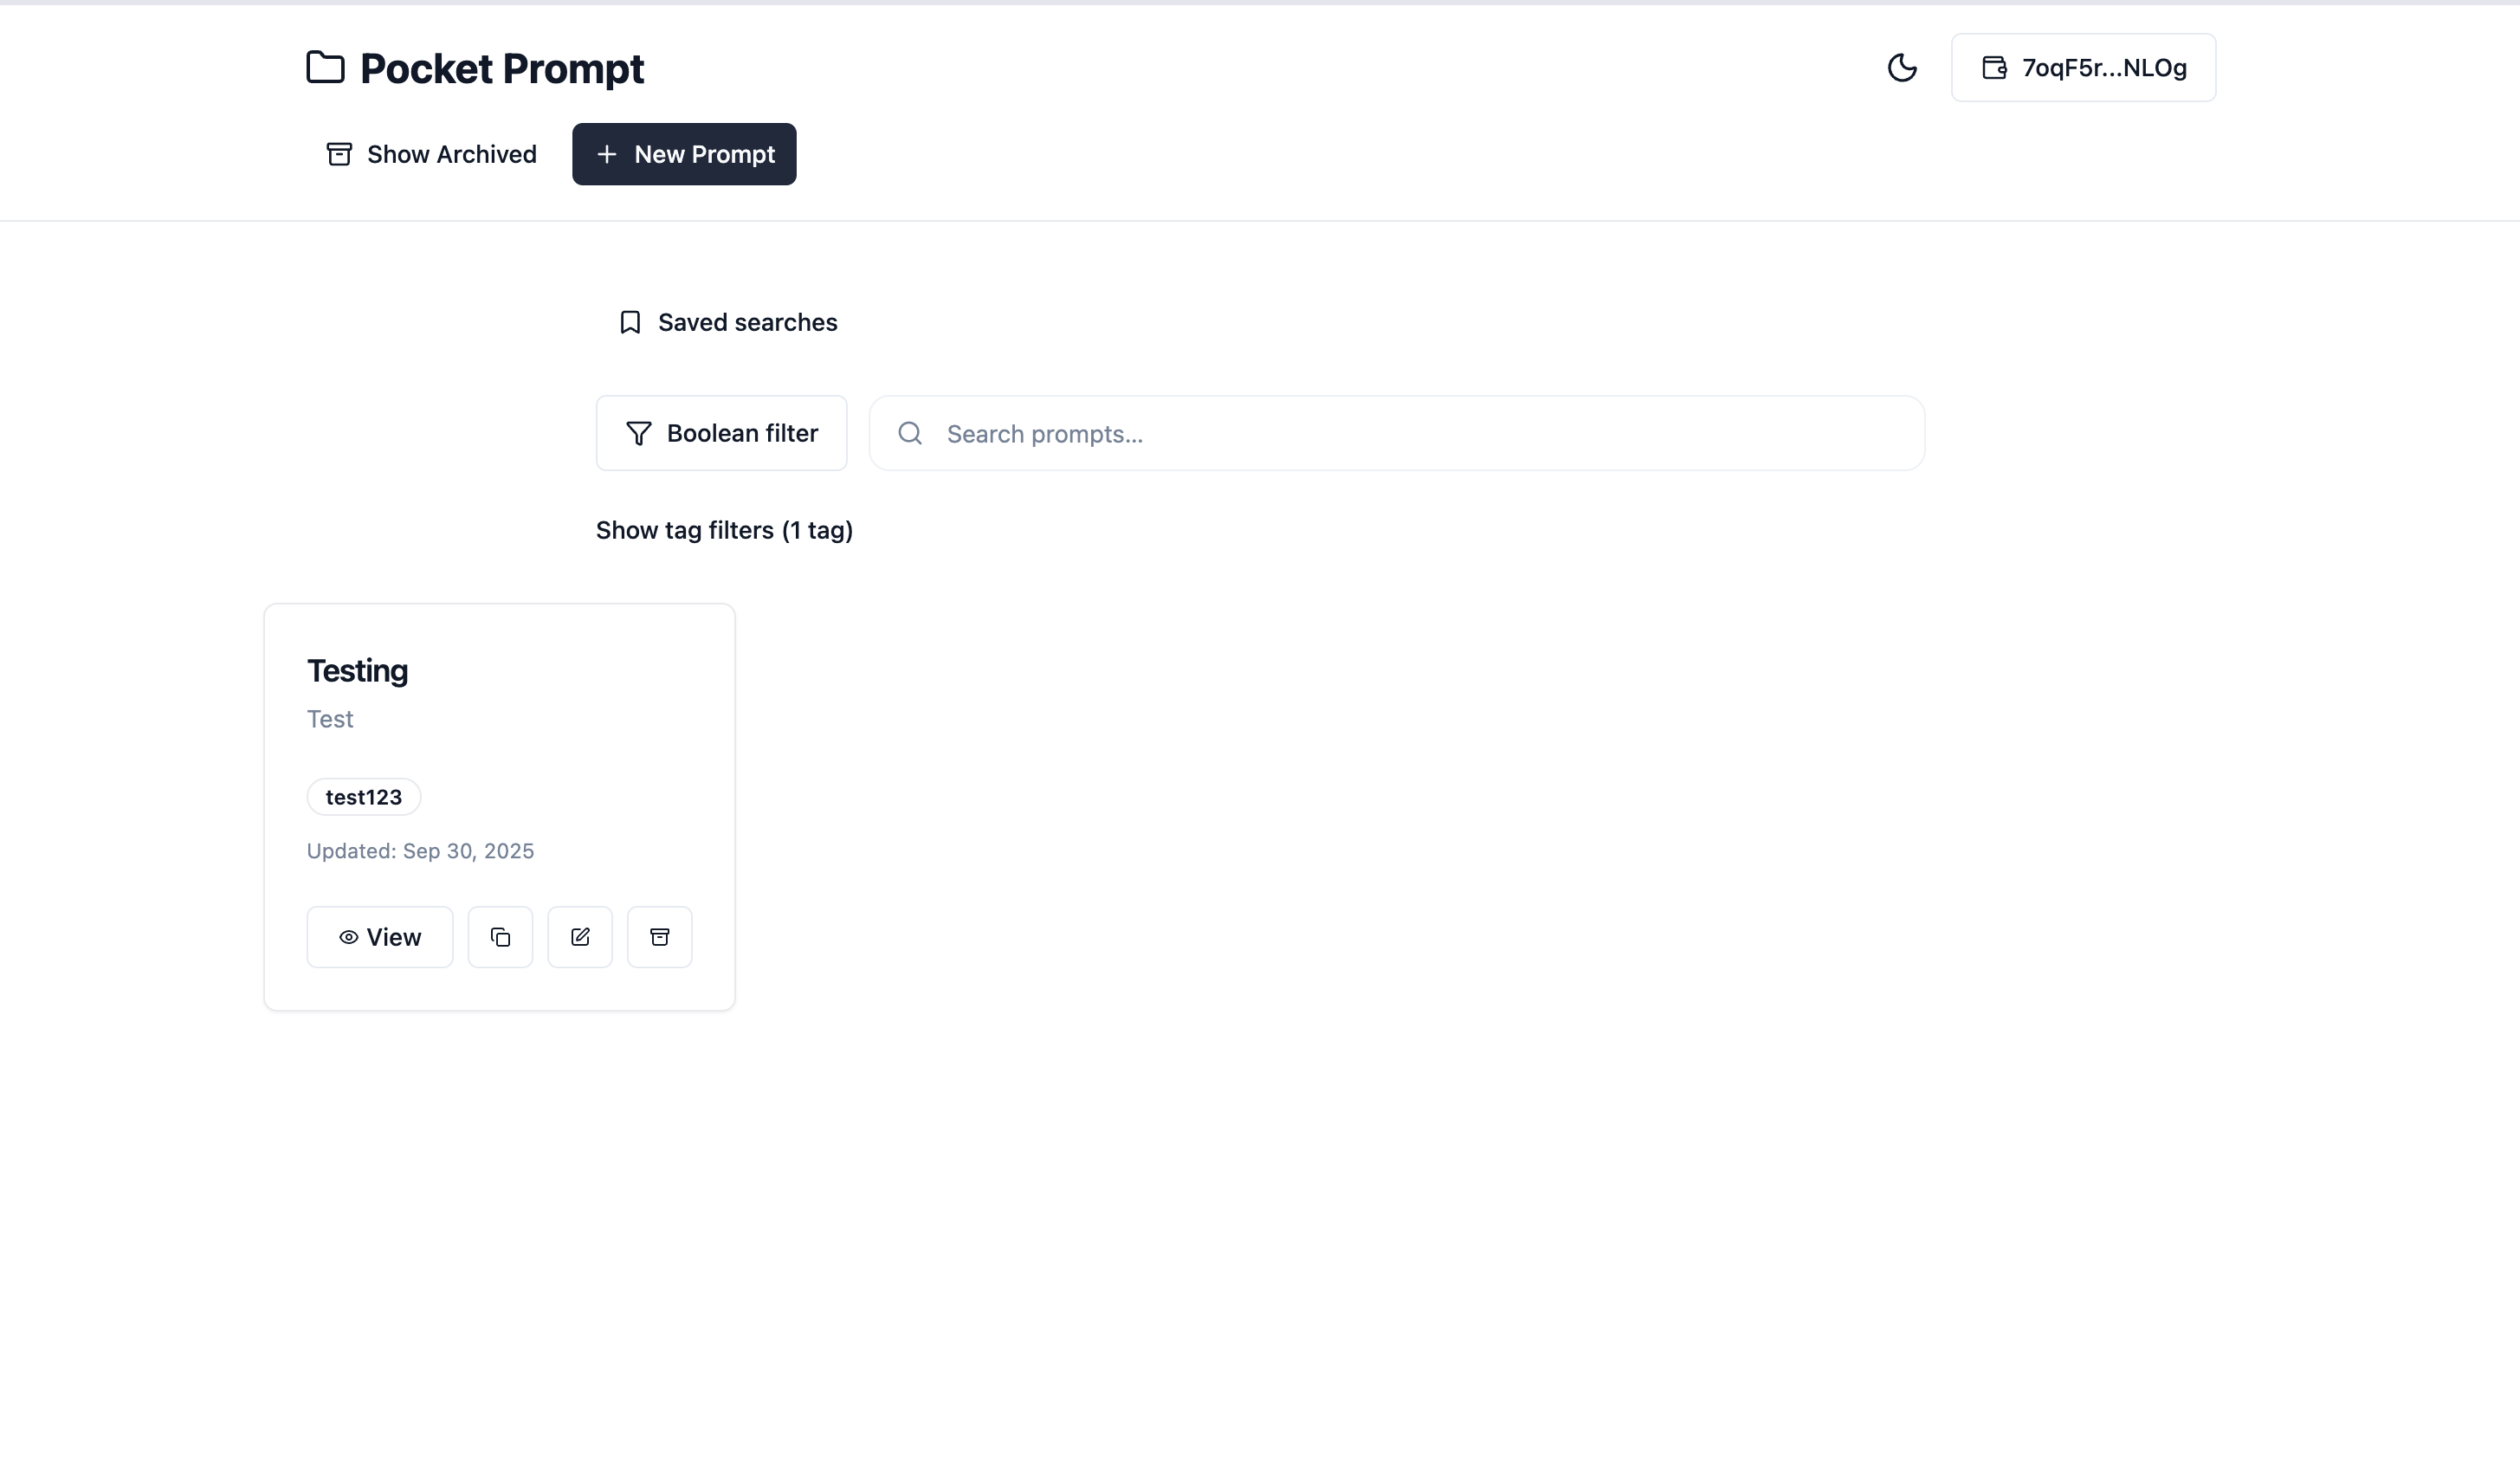 Pocket Prompt
7oqF5r...NLOg
Show Archived
New Prompt
Saved searches
Boolean filter
Search prompts...
Show tag filters (1 tag)
Testing
Test
test123
Updated: Sep 30, 2025
View